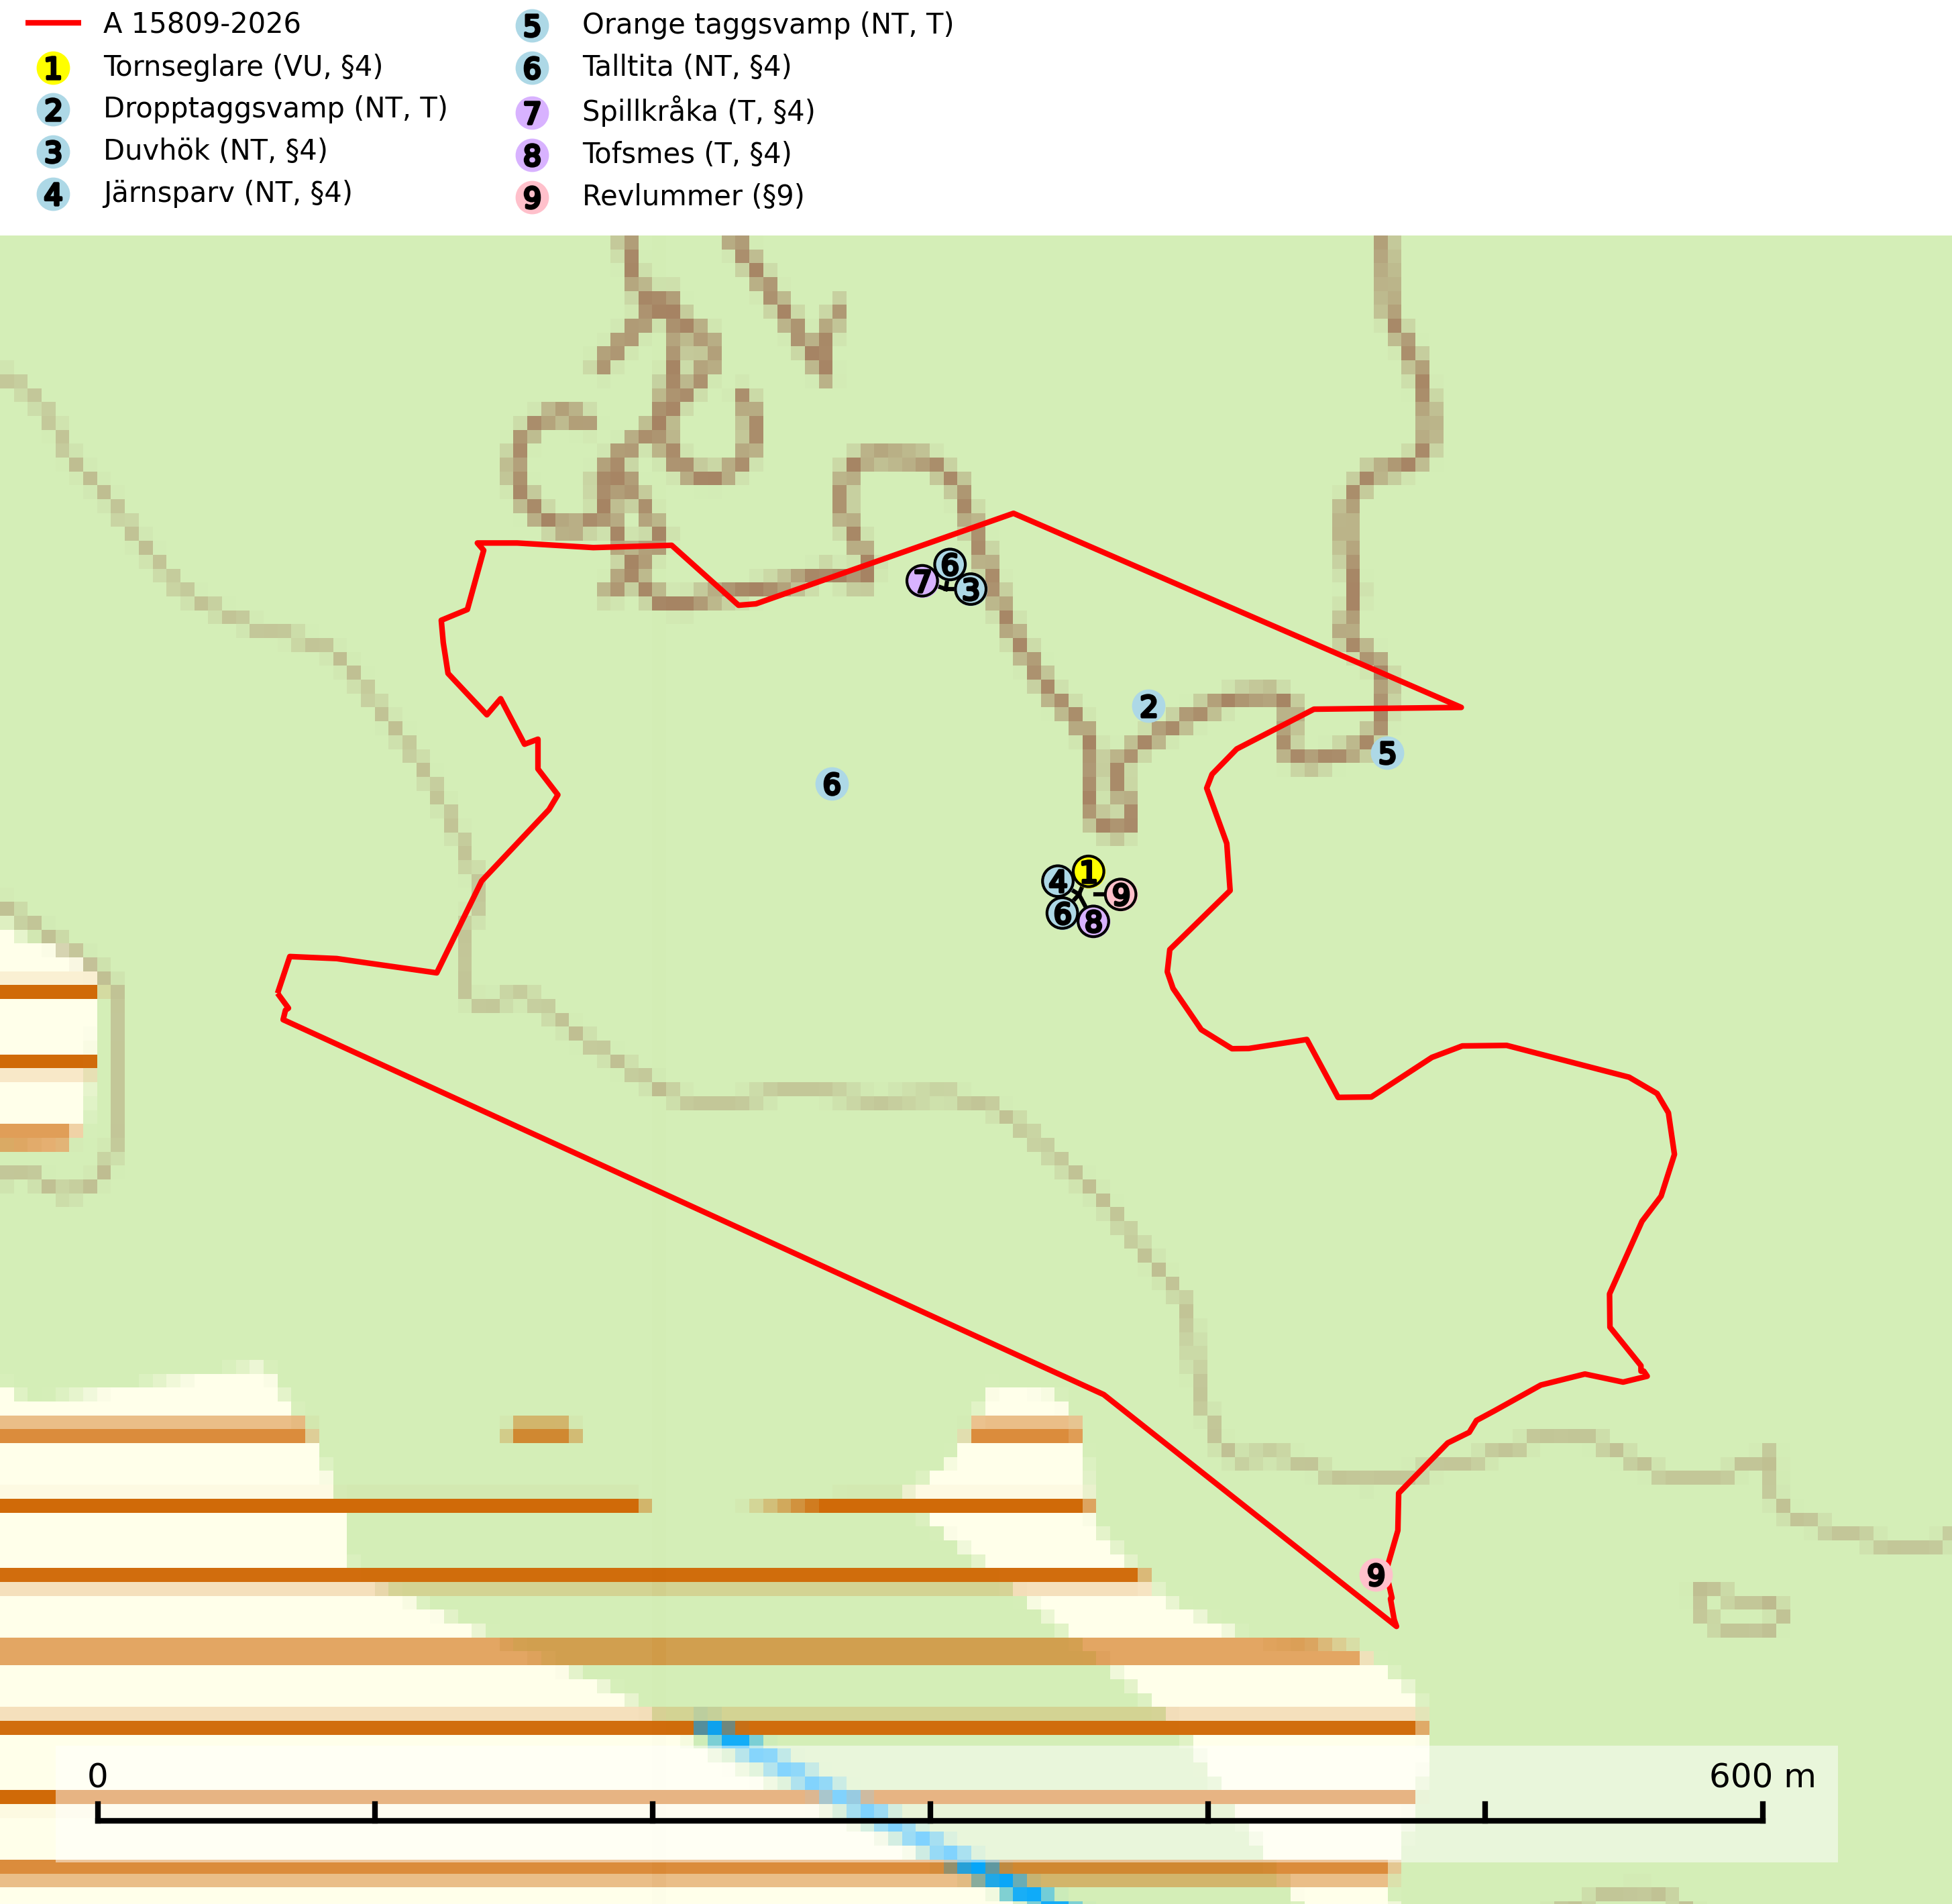 A 15809-2026
1 Tornseglare (VU, §4)
2 Dropptaggsvamp (NT, T)
3 Duvhök (NT, §4)
4 Järnsparv (NT, §4)
5 Orange taggsvamp (NT, T)
6 Talltita (NT, §4)
7 Spillkråka (T, §4)
8 Tofsmes (T, §4)
9 Revlummer (§9)
6
7
3
2
5
6
1
4
9
6
8
9
0
600 m